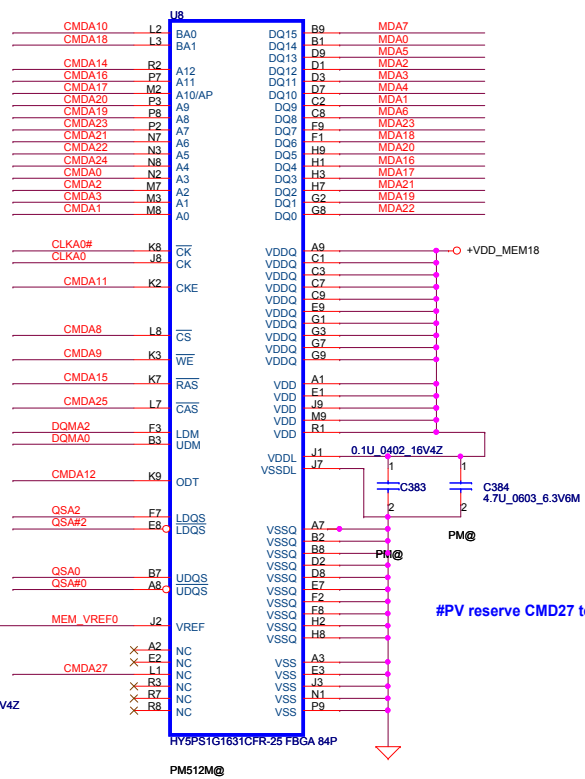 U8
CMDA10 L2 BA0 DQ15 B9 MDA7
CMDA18 L3 BA1 DQ14 B1 MDA0
DQ13 D9 MDA5
CMDA14 R2 A12 DQ12 D1 MDA2
CMDA16 P7 A11 DQ11 D3 MDA3
CMDA17 M2 A10/AP DQ10 D7 MDA4
CMDA20 P3 A9 DQ9 C2 MDA1
CMDA19 P8 A8 DQ8 C8 MDA6
CMDA23 P2 A7 DQ7 F9 MDA23
CMDA21 N7 A6 DQ6 F1 MDA18
CMDA22 N3 A5 DQ5 H9 MDA20
CMDA24 N8 A4 DQ4 H1 MDA16
CMDA0 N2 A3 DQ3 H3 MDA17
CMDA2 M7 A2 DQ2 H7 MDA21
CMDA3 M3 A1 DQ1 G2 MDA19
CMDA1 M8 A0 DQ0 G8 MDA22
CLKA0# K8 CK VDDQ A9 +VDD_MEM18
CLKA0 J8 CK VDDQ C1
VDDQ C3
CMDA11 K2 CKE VDDQ C7
VDDQ C9
VDDQ E9
VDDQ G1
CMDA8 L8 CS VDDQ G3
VDDQ G7
CMDA9 K3 WE VDDQ G9
CMDA15 K7 RAS VDD A1
VDD E1
CMDA25 L7 CAS VDD J9
VDD M9
DQMA2 F3 LDM VDD R1
DQMA0 B3 UDM
VDDL J1 0.1U_0402_16V4Z
VSSDL J7 1 1
CMDA12 K9 ODT C383 C384
4.7U_0603_6.3V6M
2 2
QSA2 F7 LDQS
QSA#2 E8 LDQS VSSQ A7 PM@
VSSQ B2
VSSQ B8 PM@
VSSQ D2
QSA0 B7 UDQS VSSQ D8
QSA#0 A8 UDQS VSSQ E7
VSSQ F2
VSSQ F8 #PV reserve CMD27 t
MEM_VREF0 J2 VREF VSSQ H2
VSSQ H8
A2 NC
E2 NC VSS A3
CMDA27 L1 NC VSS E3
R3 NC VSS J3
V4Z R7 NC VSS N1
R8 NC VSS P9
HY5PS1G1631CFR-25 FBGA 84P
PM512M@